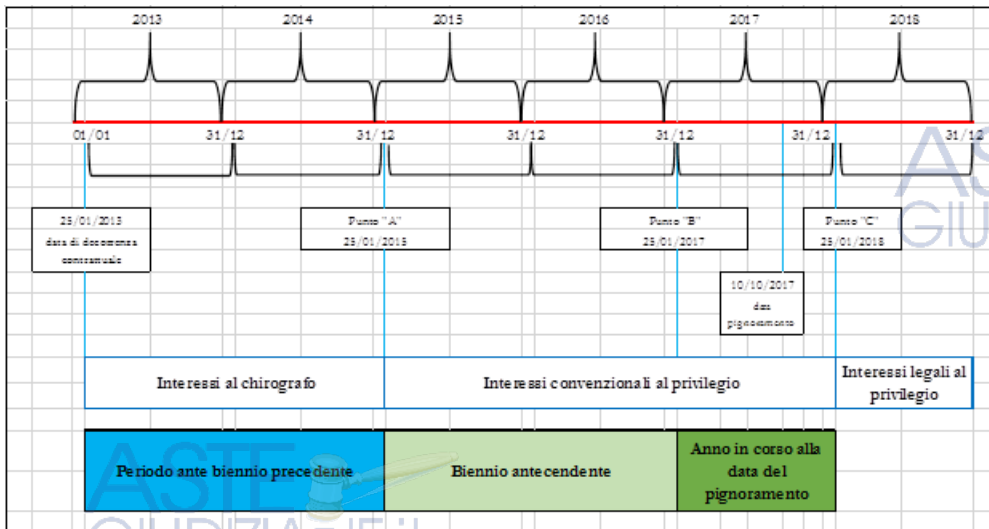 2013 2014 2015 2016 2017 2018
01/01 31/12 31/12 31/12 31/12 31/12 31/12
25/01/2013
data di decorrenza
contrattuale
Punto "A"
25/01/2015
Punto "B"
25/01/2017
Punto "C"
25/01/2018
10/10/2017
data
pignoramento
Interessi al chirografo
Interessi convenzionali al privilegio
Interessi legali al
privilegio
Periodo ante biennio precedente
Biennio antecendente
Anno in corso alla
data del
pignoramento